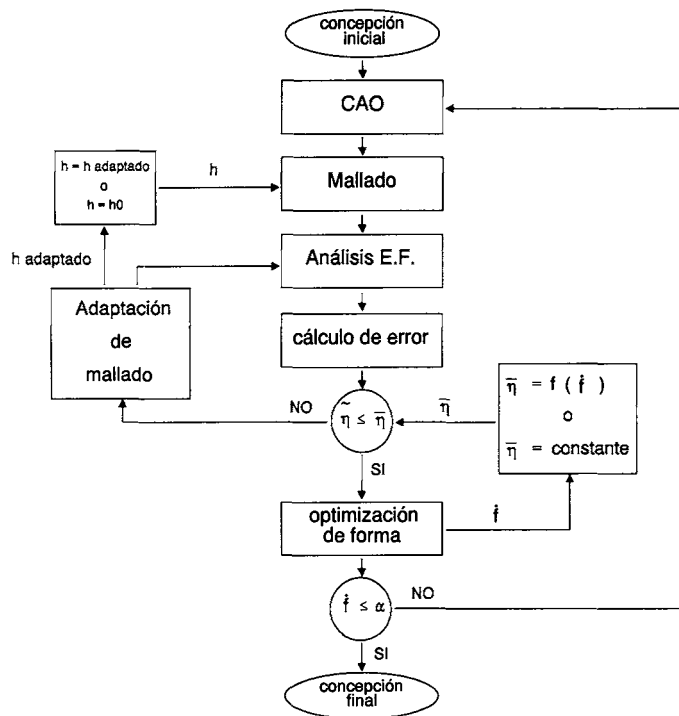 concepción
inicial
CAO
h = h adaptado
o
h = h0
h
Mallado
h adaptado
Análisis E.F.
Adaptación
de
mallado
cálculo de error
NO
η̃ ≤ η̅
η̅
η̅ = f ( ḟ )
o
η̅ = constante
SI
optimización
de forma
ḟ
ḟ ≤ α
NO
SI
concepción
final